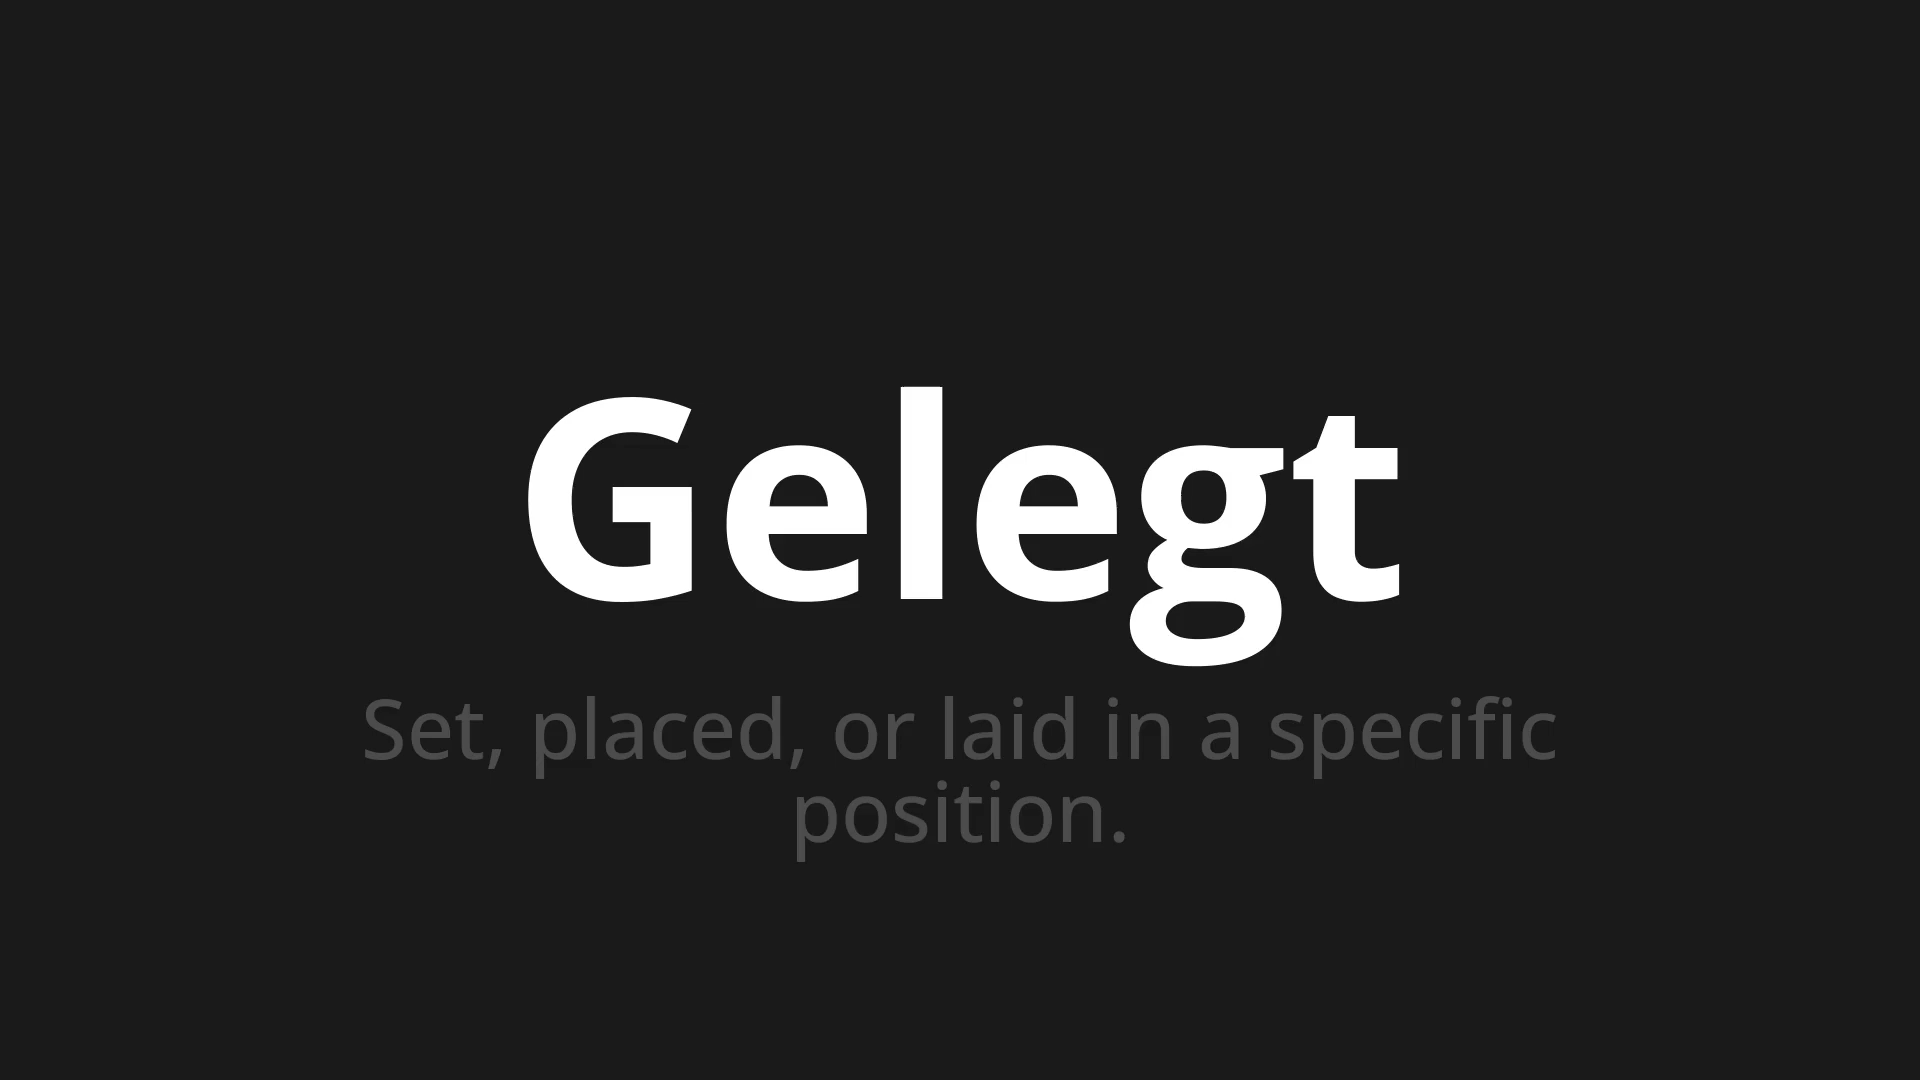 Gelegt
Set, placed, or laid in a specific
position.